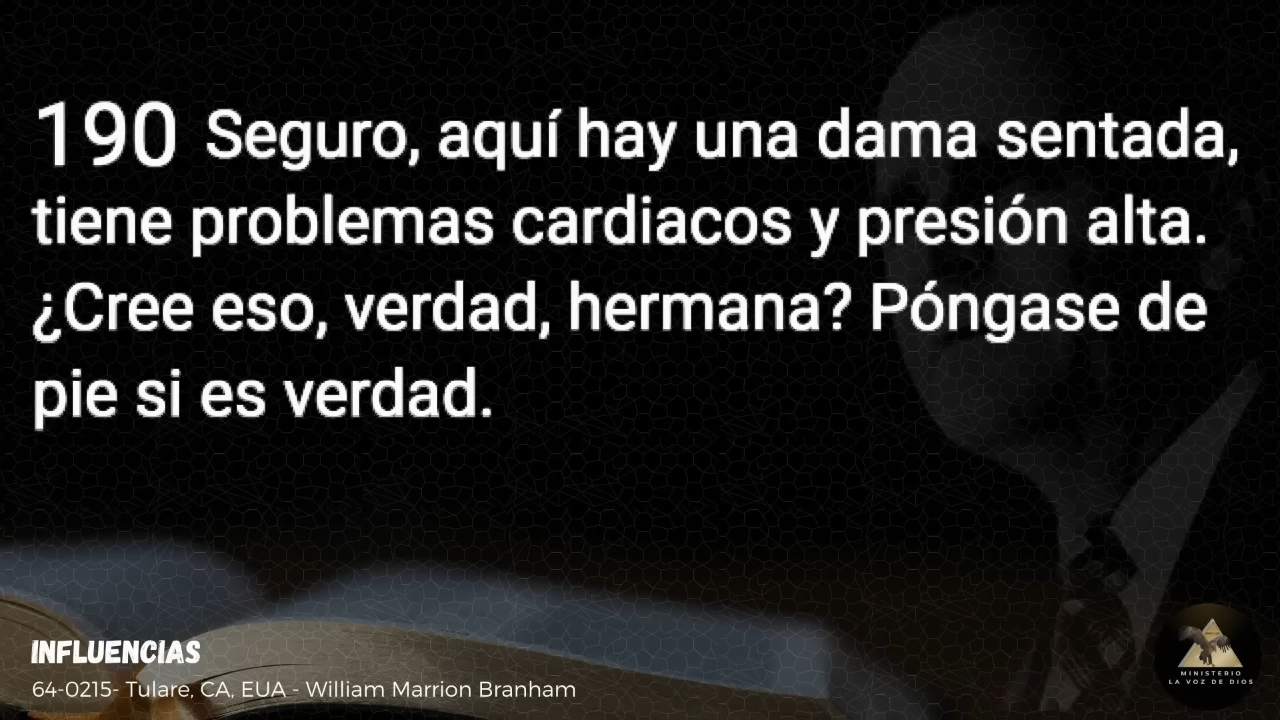 190 Seguro, aquí hay una dama sentada,
tiene problemas cardiacos y presión alta.
¿Cree eso, verdad, hermana? Póngase de
pie si es verdad.
INFLUENCIAS
64-0215- Tulare, CA, EUA - William Marrion Branham
MINISTERIO
LA VOZ DE DIOS